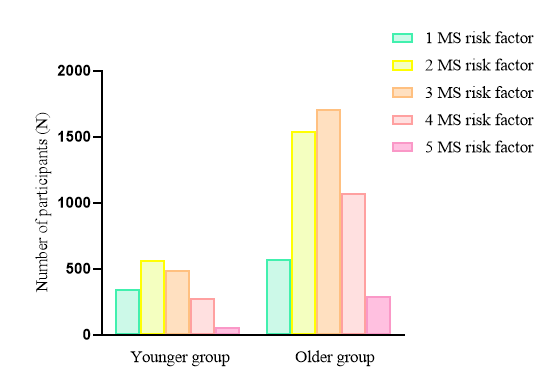 1 MS risk factor
2 MS risk factor
3 MS risk factor
4 MS risk factor
5 MS risk factor
Number of participants (N)
2000
1500
1000
500
0
Younger group
Older group